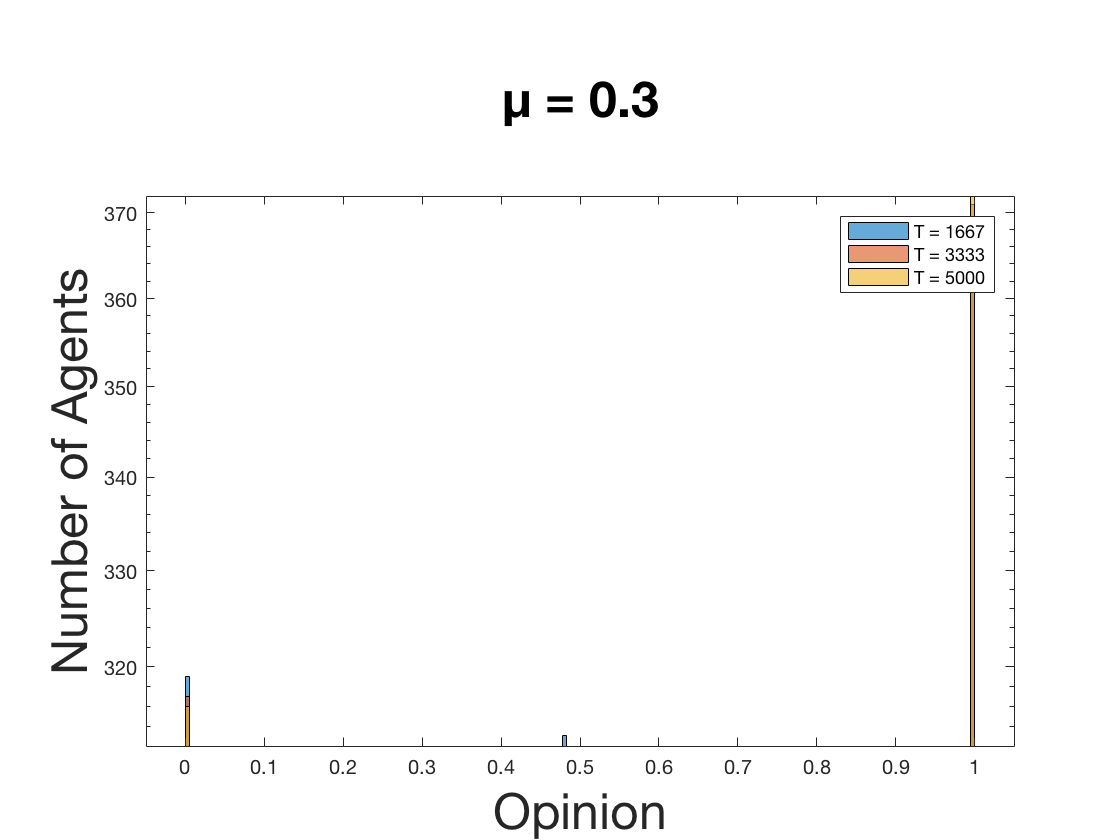 μ = 0.3
370
360
350
340
330
320
Number of Agents
T = 1667
T = 3333
T = 5000
0 0.1 0.2 0.3 0.4 0.5 0.6 0.7 0.8 0.9 1
Opinion